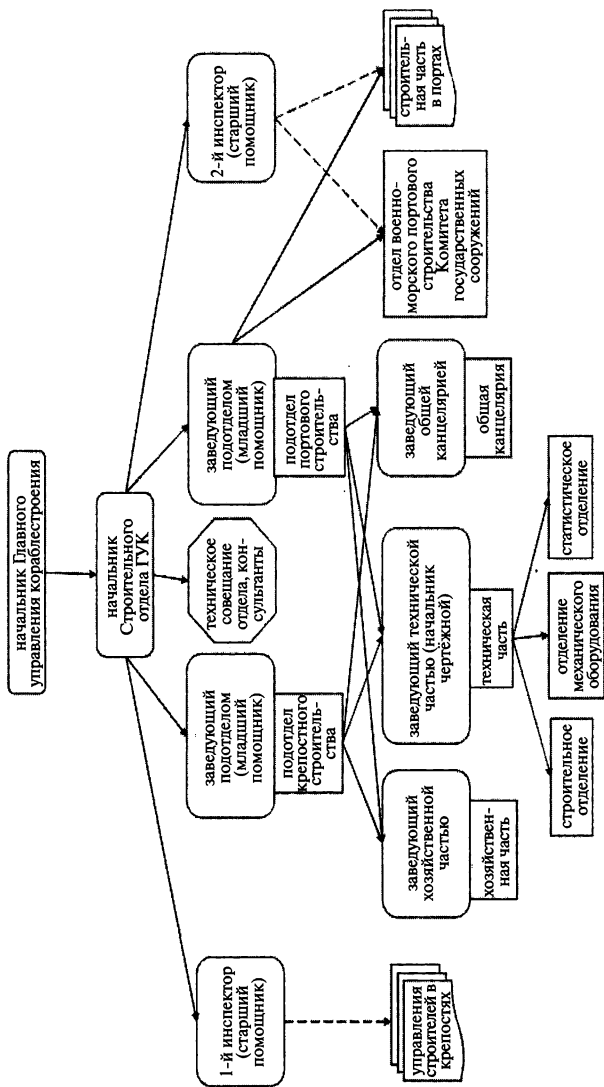 начальник Главного
управления кораблестроения
начальник
Строительного
отдела ГУК
1-й инспектор
(старший
помощник)
заведующий
подотделом
(младший
помощник)
подотдел
крепостного
строитель-
ства
техническое
совещание
отдела, кон-
сультанты
заведующий
подотделом
(младший
помощник)
подотдел
портового
строитель-
ства
2-й инспектор
(старший
помощник)
управления
строителей в
крепостях
заведующий
хозяйственной
частью
хозяйствен-
ная часть
заведующий технической
частью (начальник
чертёжной)
техническая
часть
заведующий
общей
канцелярией
общая
канцелярия
отдел военно-
морского портового
строительства
Комитета
государственных
сооружений
строитель-
ная часть
в портах
строительное
отделение
отделение
механического
оборудования
статистическое
отделение